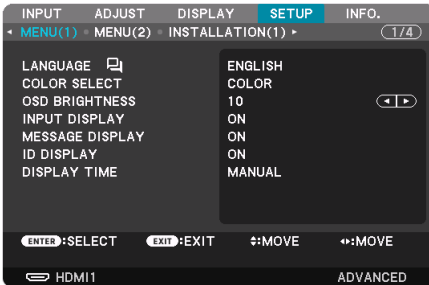 INPUT ADJUST DISPLAY SETUP INFO.
MENU(1) MENU(2) INSTALLATION(1) 1/4
LANGUAGE ENGLISH
COLOR SELECT COLOR
OSD BRIGHTNESS 10
INPUT DISPLAY ON
MESSAGE DISPLAY ON
ID DISPLAY ON
DISPLAY TIME MANUAL
ENTER:SELECT EXIT:EXIT :MOVE :MOVE
HDMI1 ADVANCED